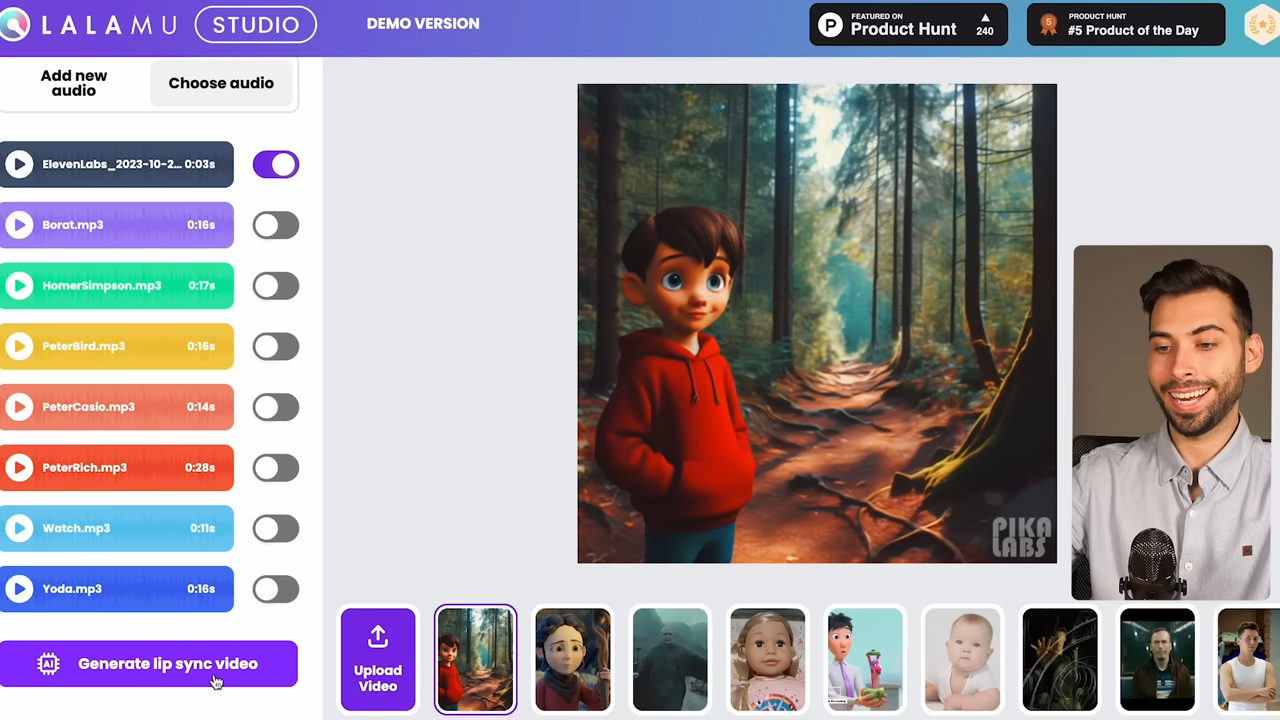 LALAMU STUDIO
DEMO VERSION
FEATURED ON
Product Hunt
240
5
PRODUCT HUNT
#5 Product of the Day
Add new
audio
Choose audio
ElevenLabs_2023-10-2... 0:03s
Borat.mp3 0:16s
HomerSimpson.mp3 0:17s
PeterBird.mp3 0:16s
PeterCasio.mp3 0:14s
PeterRich.mp3 0:28s
Watch.mp3 0:11s
Yoda.mp3 0:16s
AI Generate lip sync video
PIKA
LABS
Upload
Video